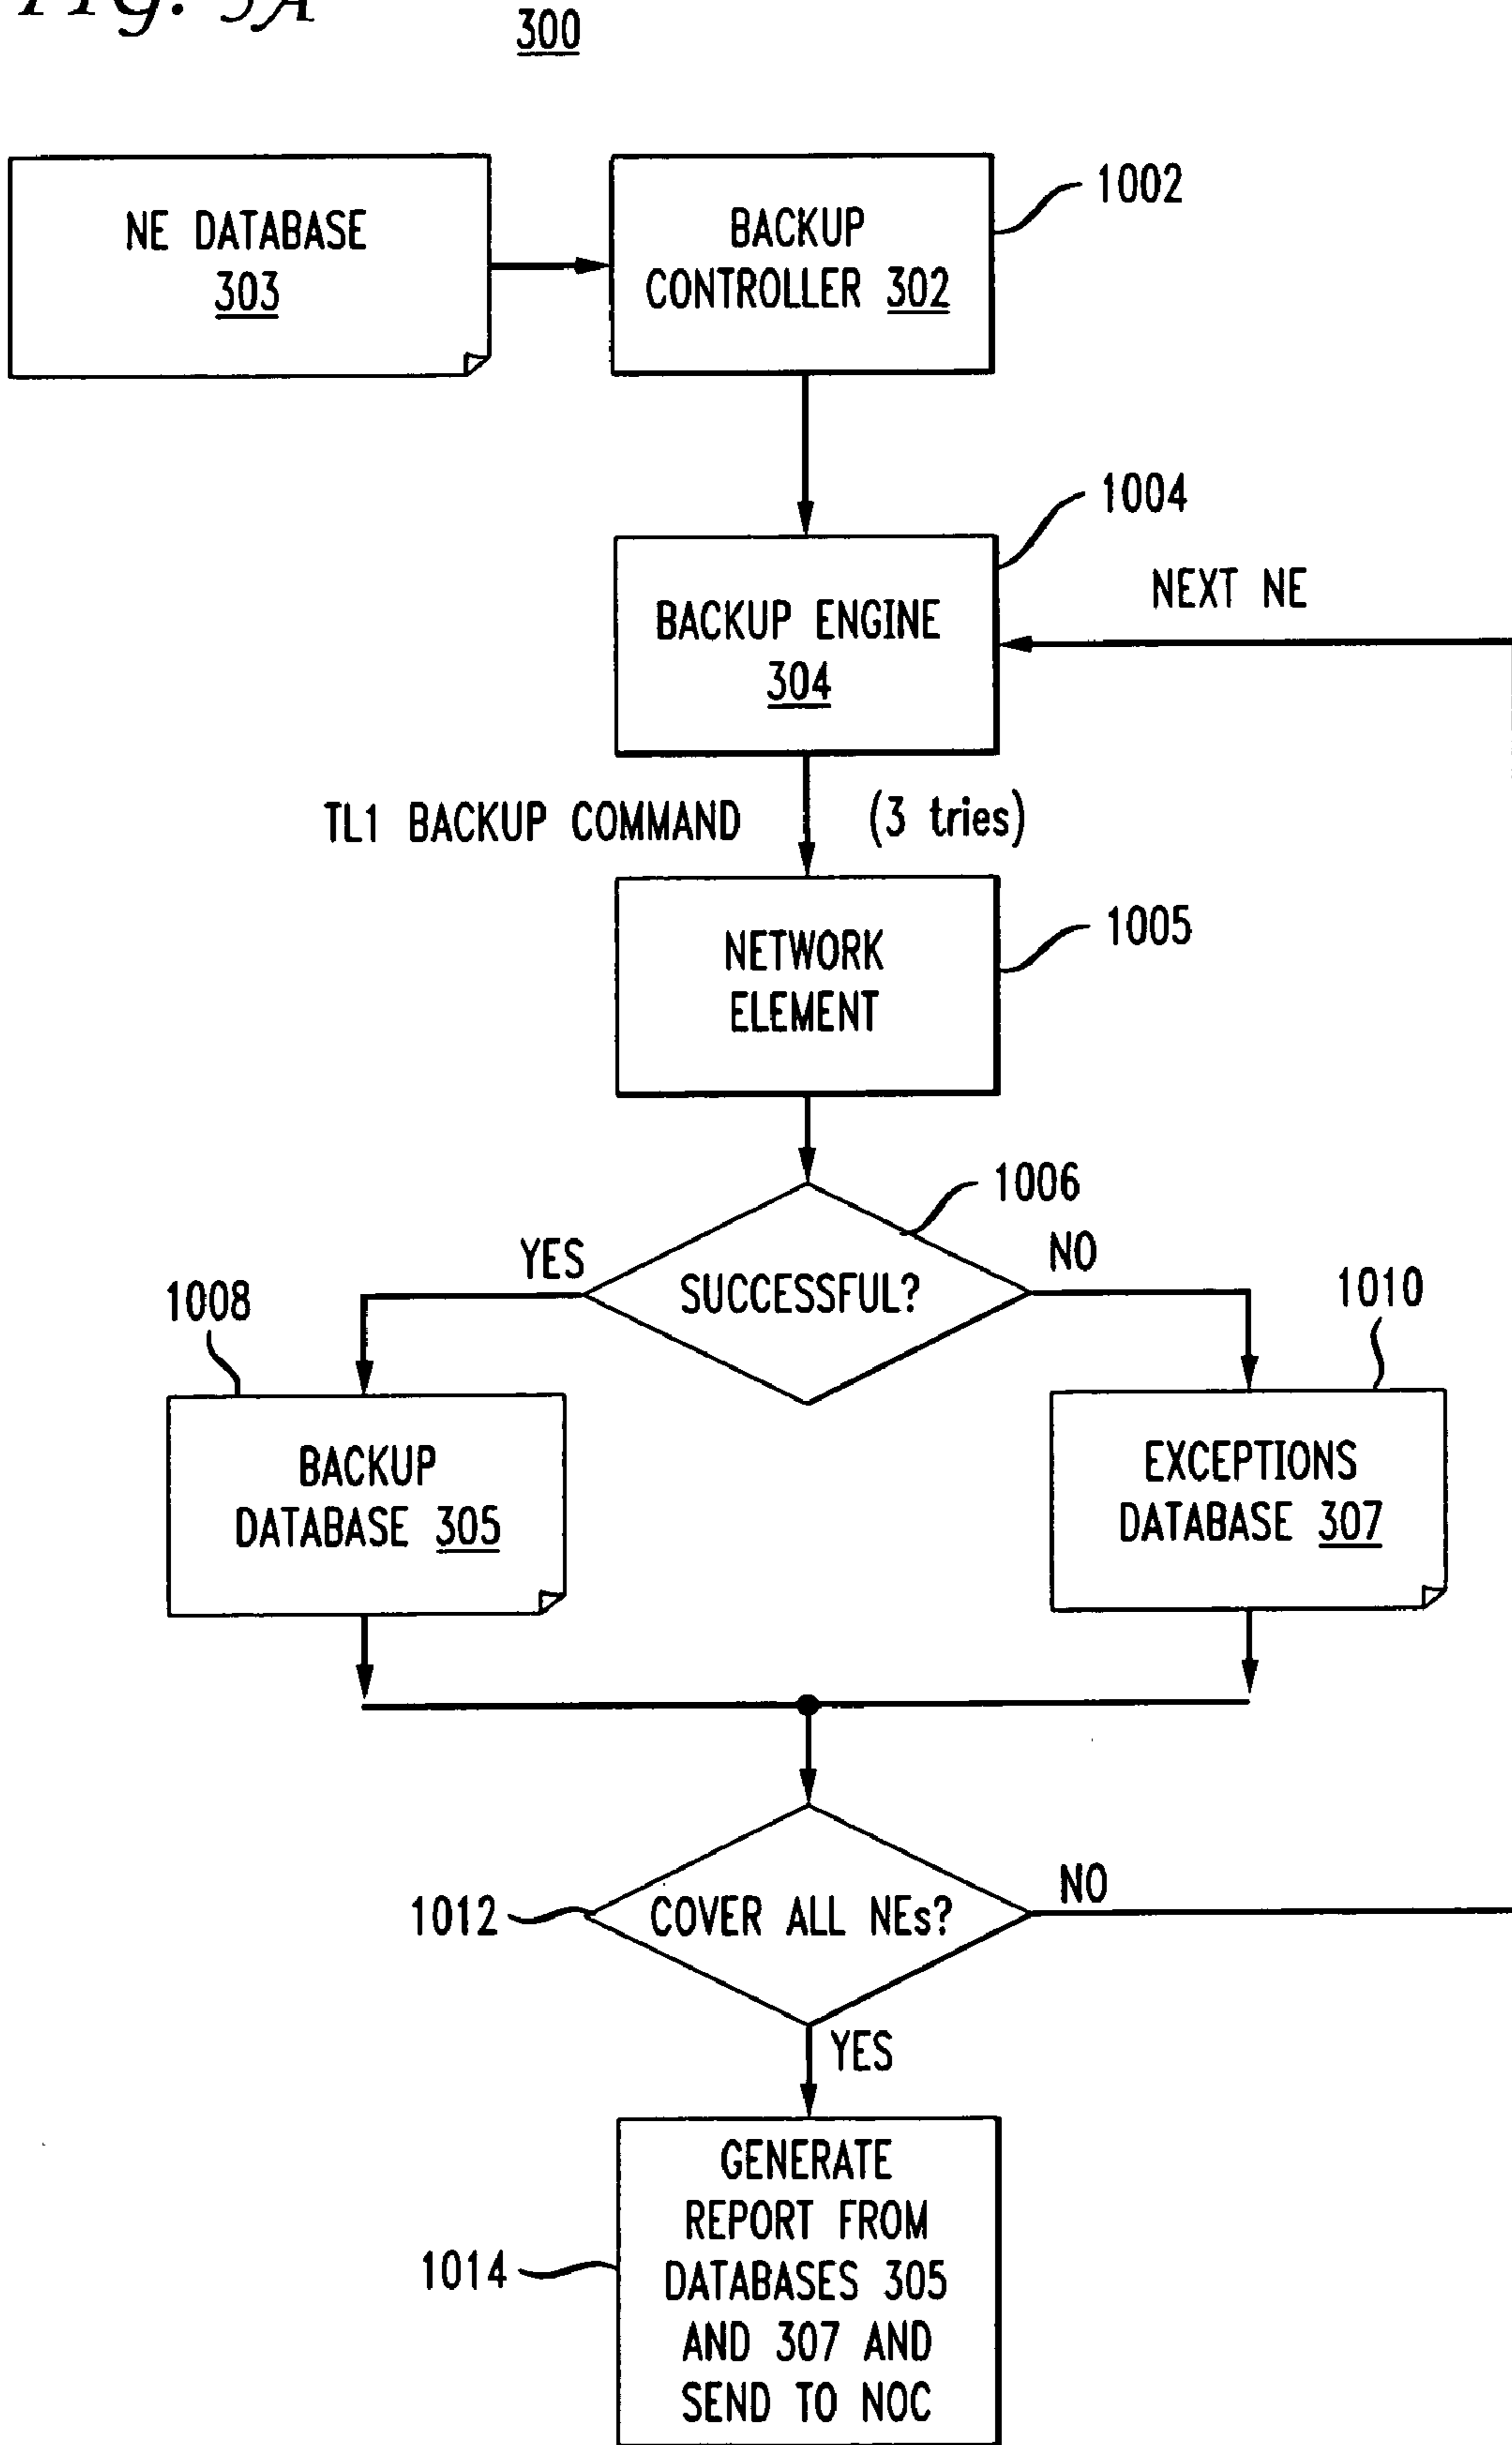 FIG. 3A
300
NE DATABASE
303
BACKUP
CONTROLLER 302
1002
1004
NEXT NE
BACKUP ENGINE
304
TL1 BACKUP COMMAND
(3 tries)
NETWORK
ELEMENT
1005
1006
YES
NO
SUCCESSFUL?
1008
1010
BACKUP
DATABASE 305
EXCEPTIONS
DATABASE 307
1012
COVER ALL NEs?
NO
YES
GENERATE
REPORT FROM
DATABASES 305
AND 307 AND
SEND TO NOC
1014